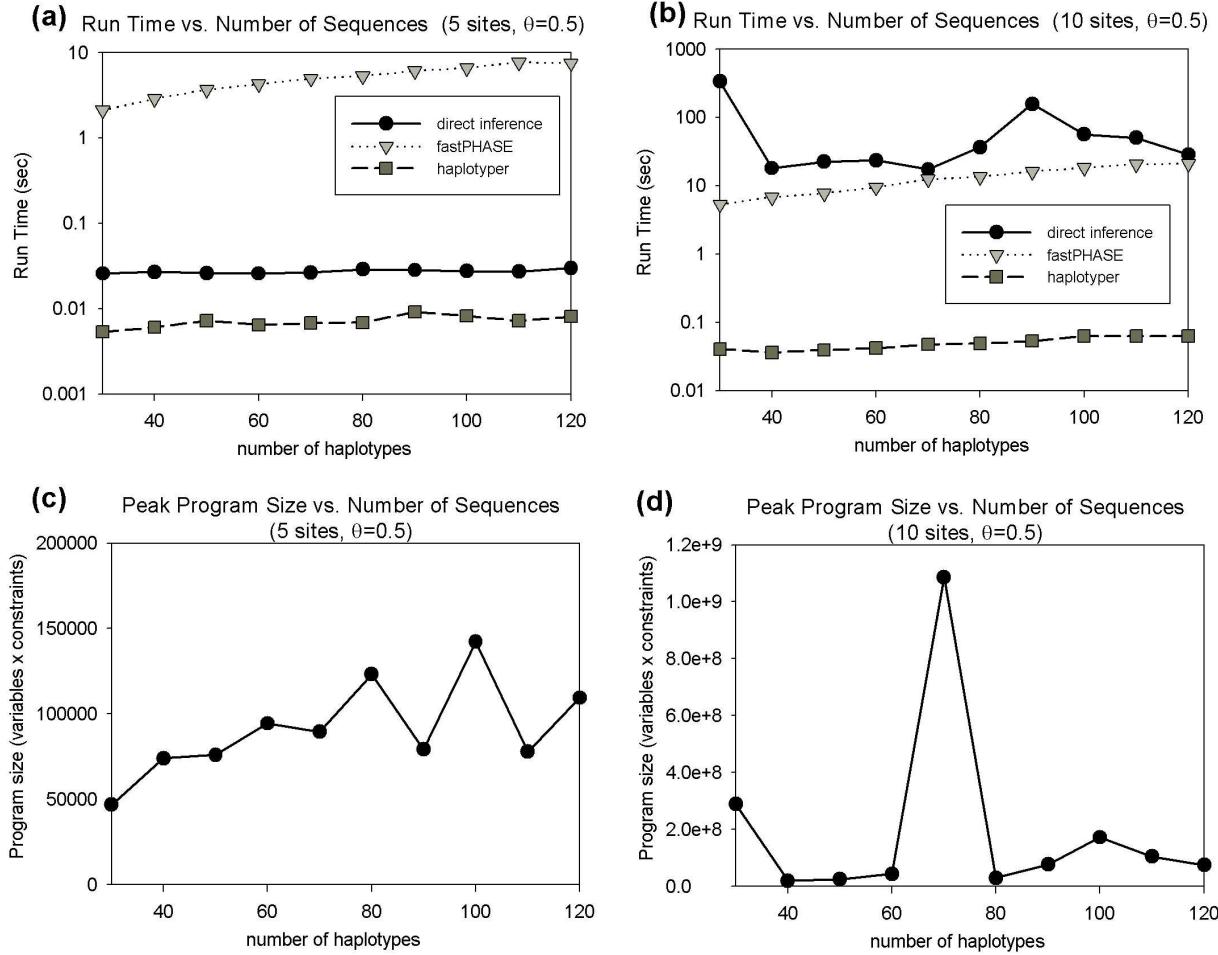 (a)
Run Time vs. Number of Sequences (5 sites, θ=0.5)
10
1
0.1
0.01
0.001
Run Time (sec)
direct inference
fastPHASE
haplotyper
40
60
80
100
120
number of haplotypes
(b)
Run Time vs. Number of Sequences (10 sites, θ=0.5)
1000
100
10
1
0.1
0.01
Run Time (sec)
direct inference
fastPHASE
haplotyper
40
60
80
100
120
number of haplotypes
(c)
Peak Program Size vs. Number of Sequences
(5 sites, θ=0.5)
200000
150000
100000
50000
0
Program size (variables x constraints)
40
60
80
100
120
number of haplotypes
(d)
Peak Program Size vs. Number of Sequences
(10 sites, θ=0.5)
1.2e+9
1.0e+9
8.0e+8
6.0e+8
4.0e+8
2.0e+8
0.0
Program size (variables x constraints)
40
60
80
100
120
number of haplotypes